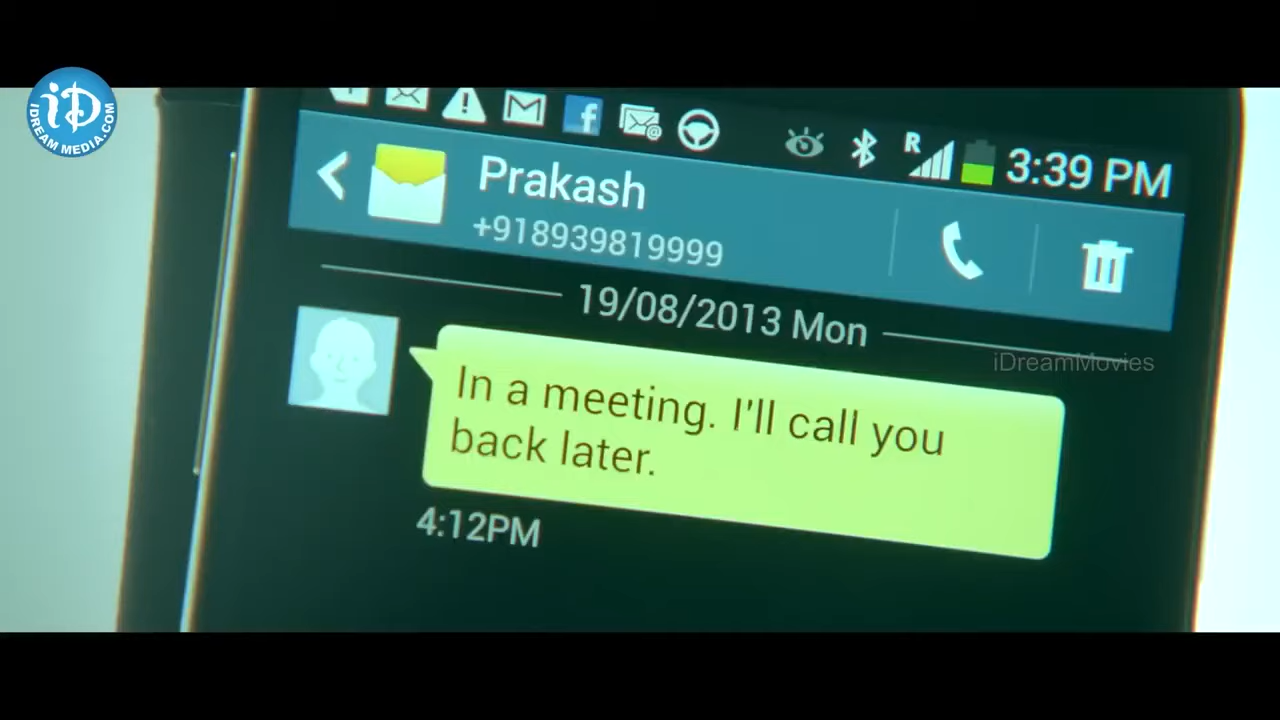 iD
IDREAM MEDIA.COM
R
3:39 PM
Prakash
+918939819999
19/08/2013 Mon
iDreamMovies
In a meeting. I'll call you
back later.
4:12PM